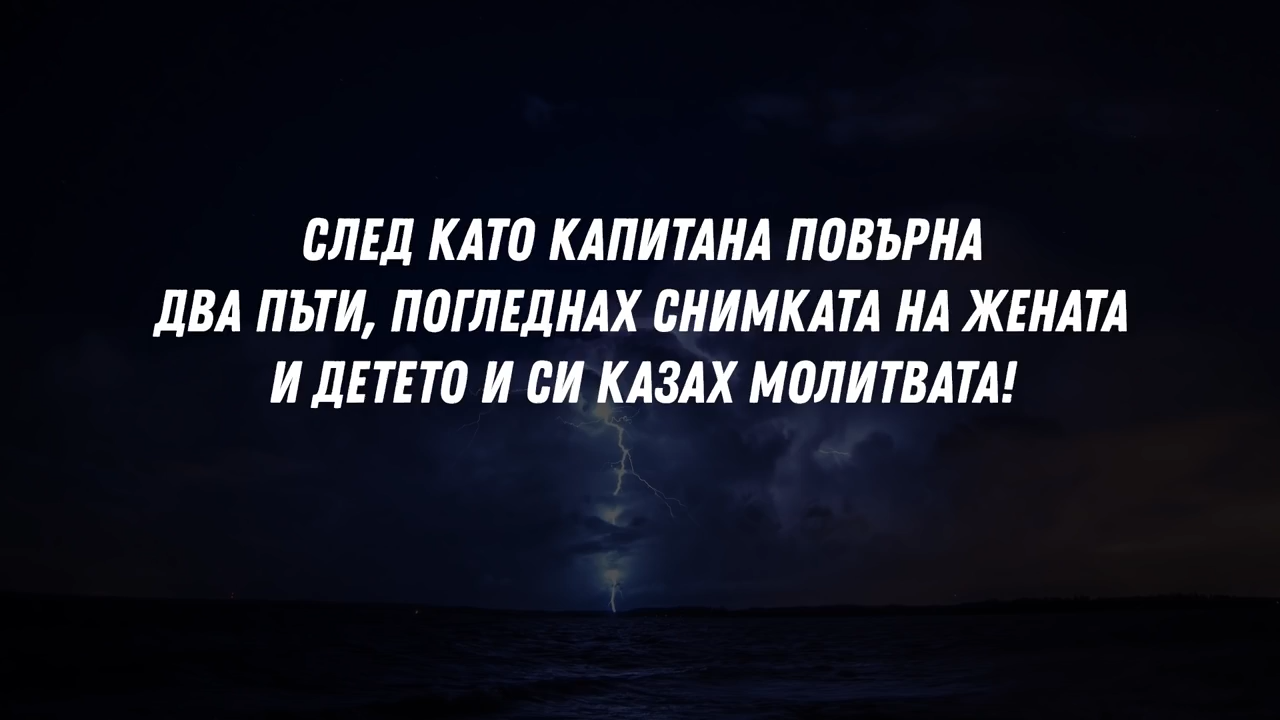 СЛЕД КАТО КАПИТАНА ПОВЪРНА
ДВА ПЪТИ, ПОГЛЕДНАХ СНИМКАТА НА ЖЕНАТА
И ДЕТЕТО И СИ КАЗАХ МОЛИТВАТА!